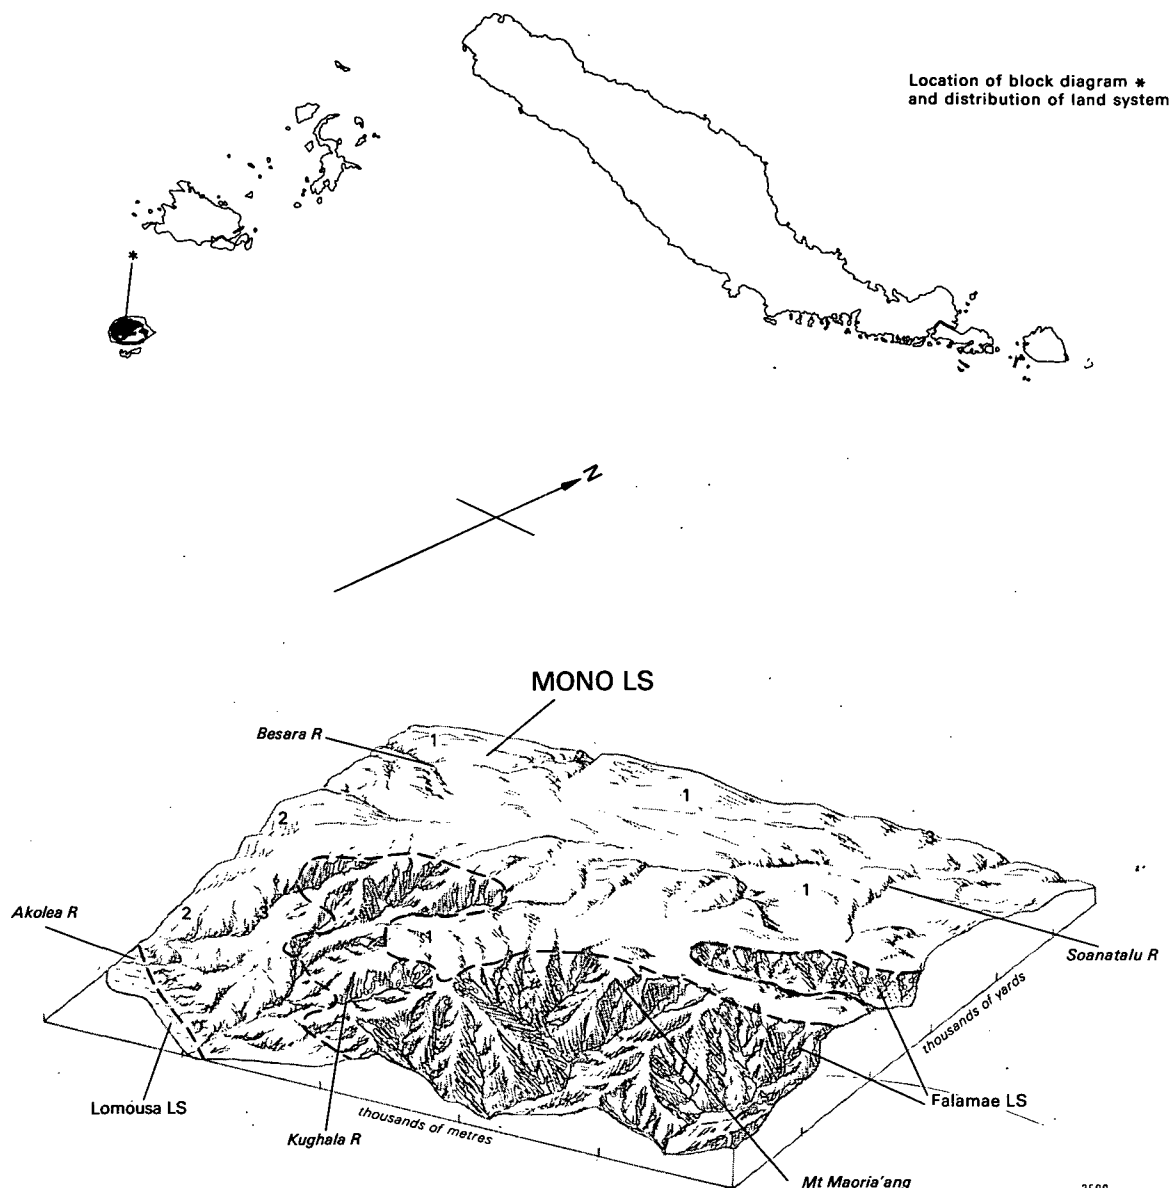 Location of block diagram *
and distribution of land system
*
N
MONO LS
Besara R
1
1
2
1
2
3
Akolea R
1
Soanatalu R
thousands of yards
Lomousa LS
Falamae LS
thousands of metres
Kughala R
Mt Maoria'ang